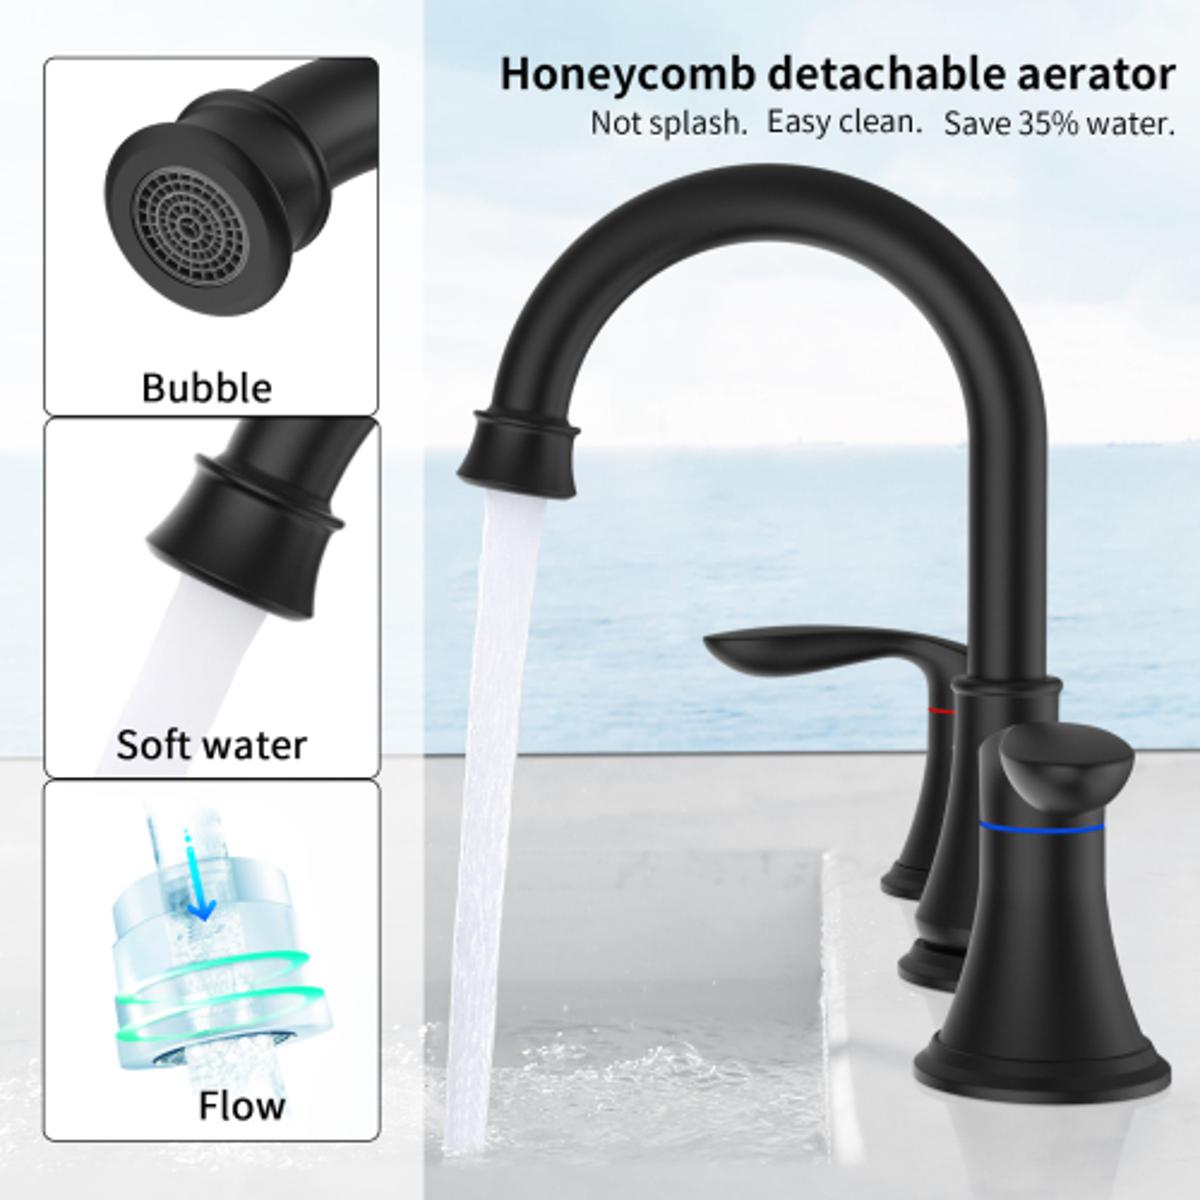 Honeycomb detachable aerator
Not splash. Easy clean. Save 35% water.
Bubble
Soft water
Flow